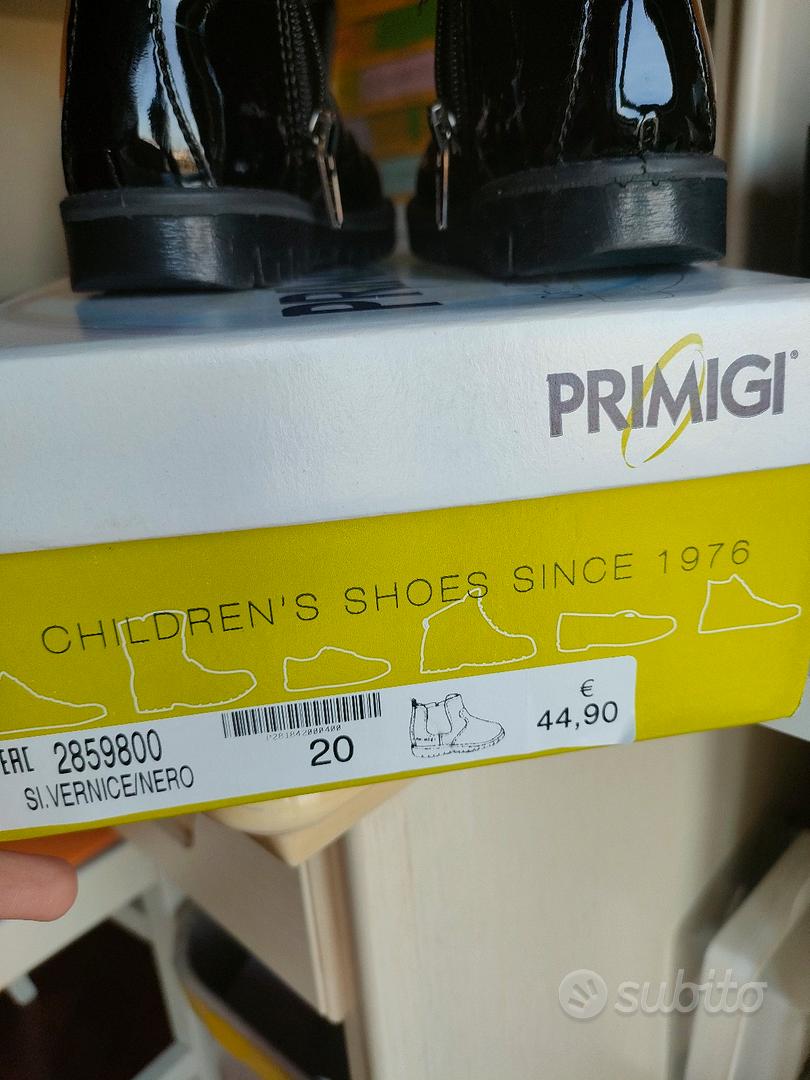 PRIMIGI®
CHILDREN'S SHOES SINCE 1976
2859800
SI.VERNICE/NERO
20
€
44,90
subito